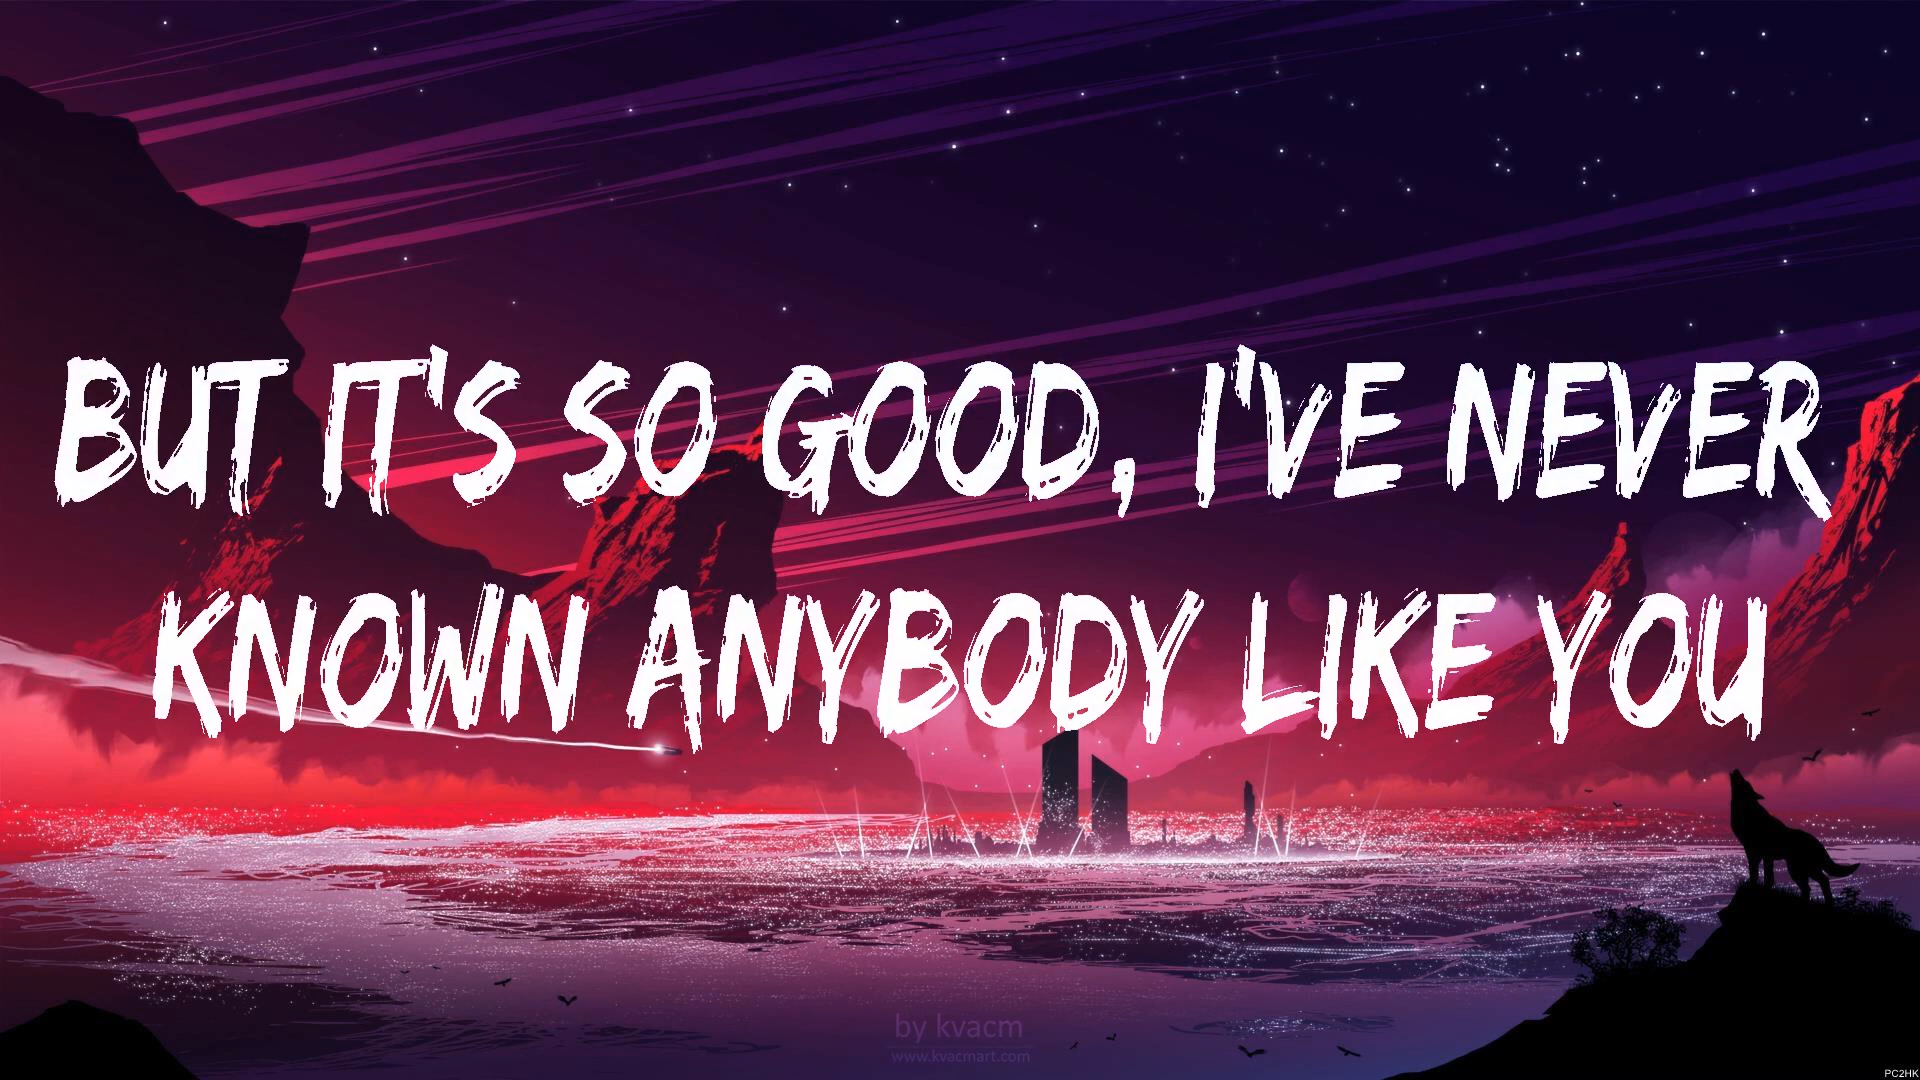 BUT IT'S SO GOOD, I'VE NEVER
KNOWN ANYBODY LIKE YOU
by kvacm
www.kvacmart.com
PC2HK